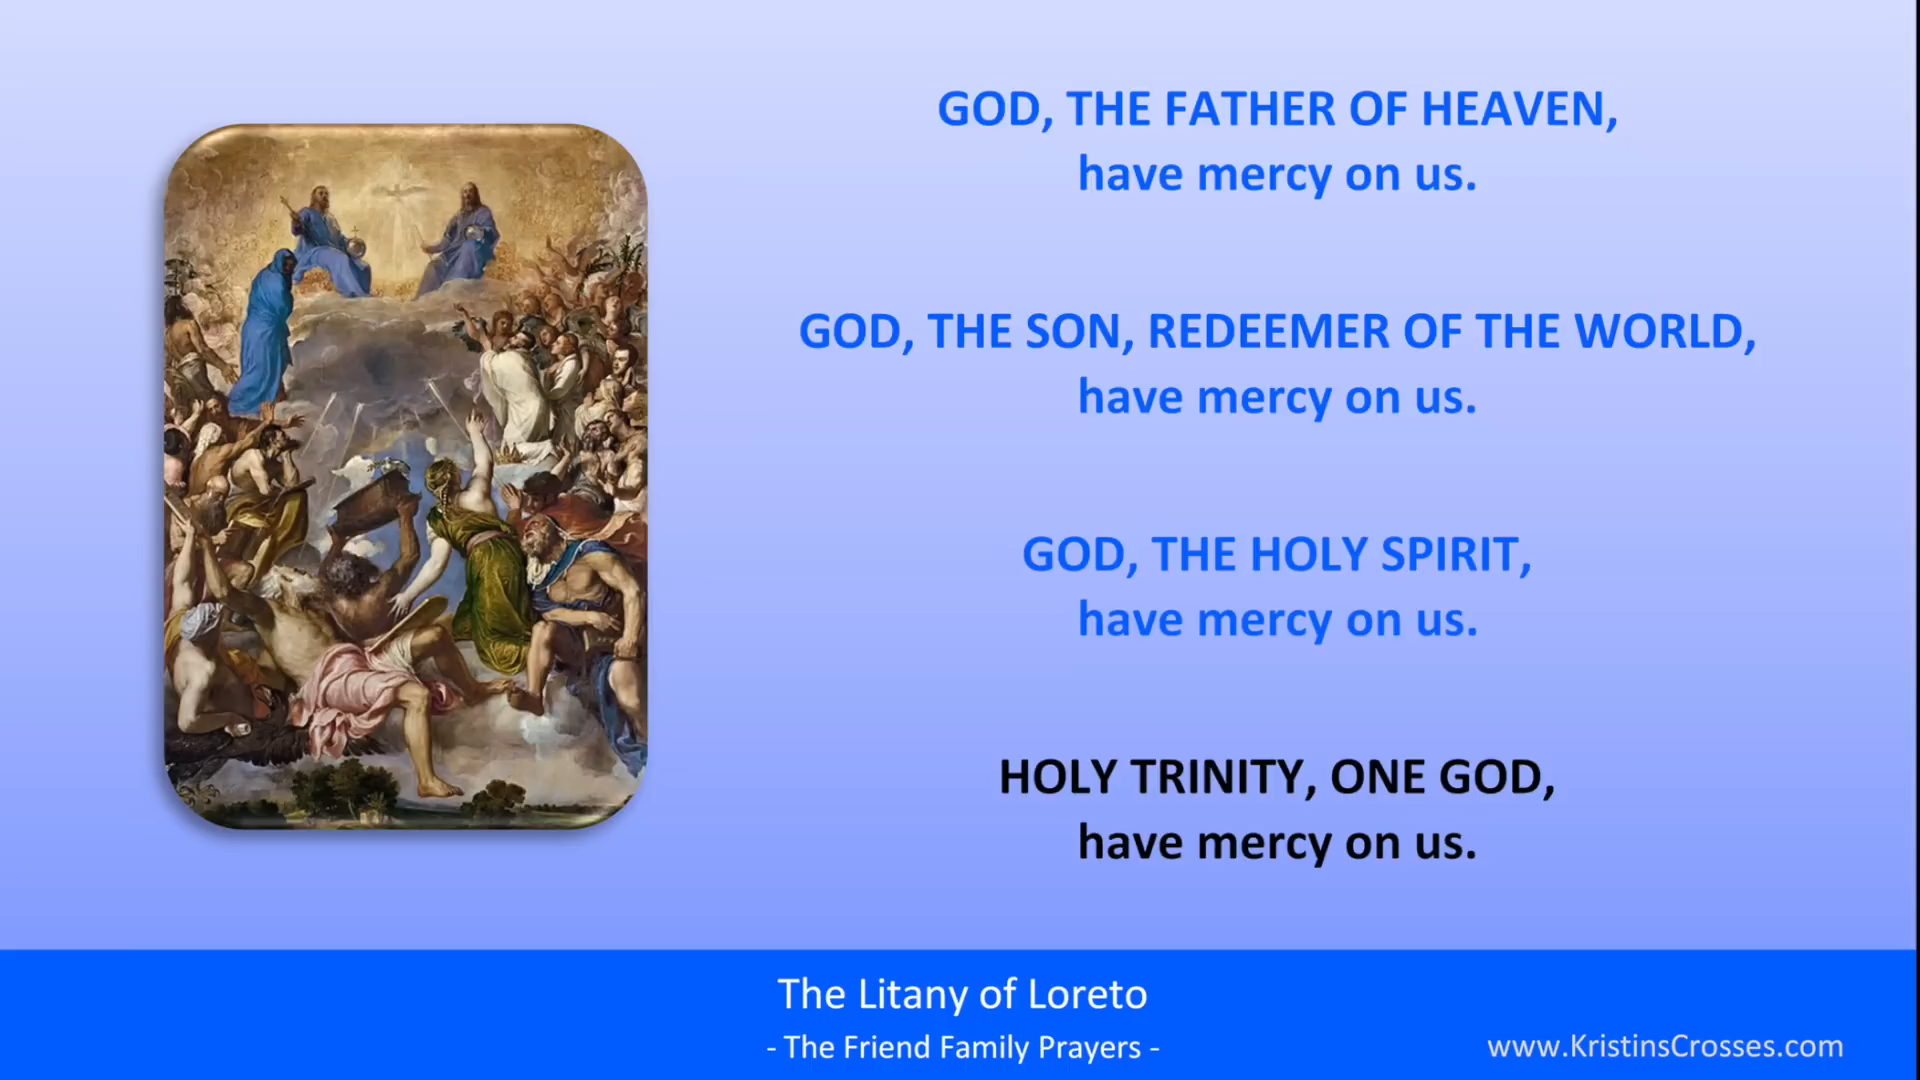 GOD, THE FATHER OF HEAVEN,
have mercy on us.
GOD, THE SON, REDEEMER OF THE WORLD,
have mercy on us.
GOD, THE HOLY SPIRIT,
have mercy on us.
HOLY TRINITY, ONE GOD,
have mercy on us.
The Litany of Loreto
- The Friend Family Prayers -
www.KristinsCrosses.com